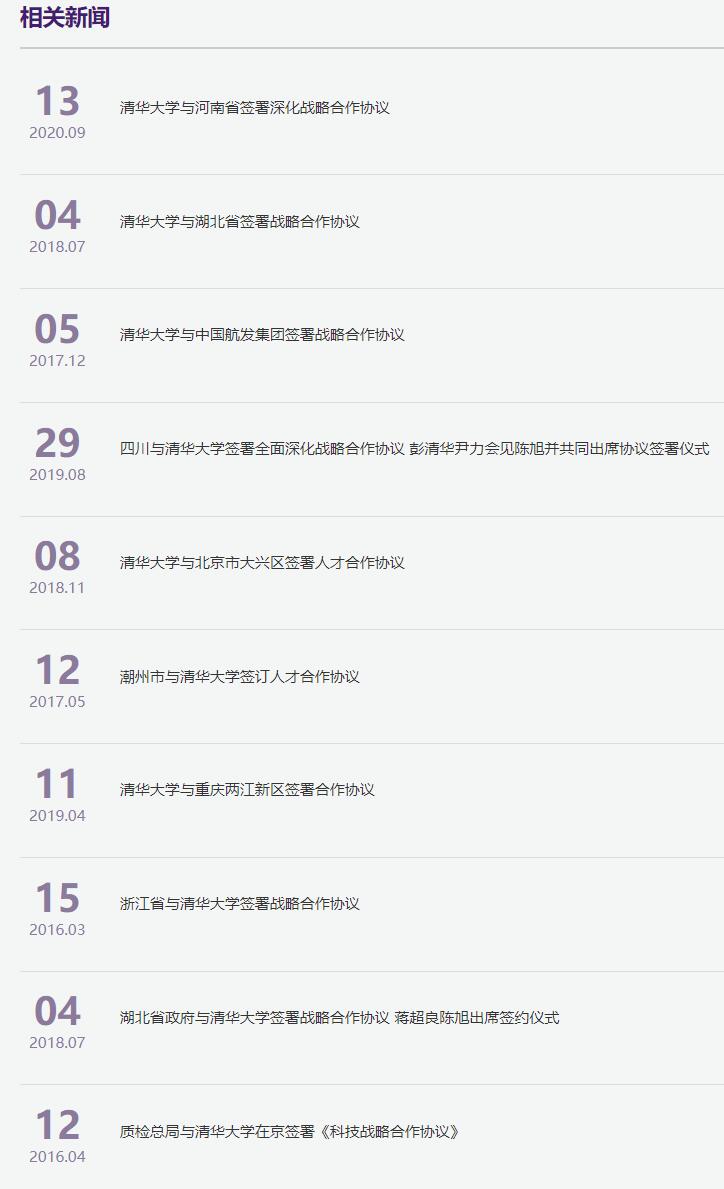 相关新闻
13
2020.09
清华大学与河南省签署深化战略合作协议
04
2018.07
清华大学与湖北省签署战略合作协议
05
2017.12
清华大学与中国航发集团签署战略合作协议
29
2019.08
四川与清华大学签署全面深化战略合作协议 彭清华尹力会见陈旭并共同出席协议签署仪式
08
2018.11
清华大学与北京市大兴区签署人才合作协议
12
2017.05
潮州市与清华大学签订人才合作协议
11
2019.04
清华大学与重庆两江新区签署合作协议
15
2016.03
浙江省与清华大学签署战略合作协议
04
2018.07
湖北省政府与清华大学签署战略合作协议 蒋超良陈旭出席签约仪式
12
2016.04
质检总局与清华大学在京签署《科技战略合作协议》